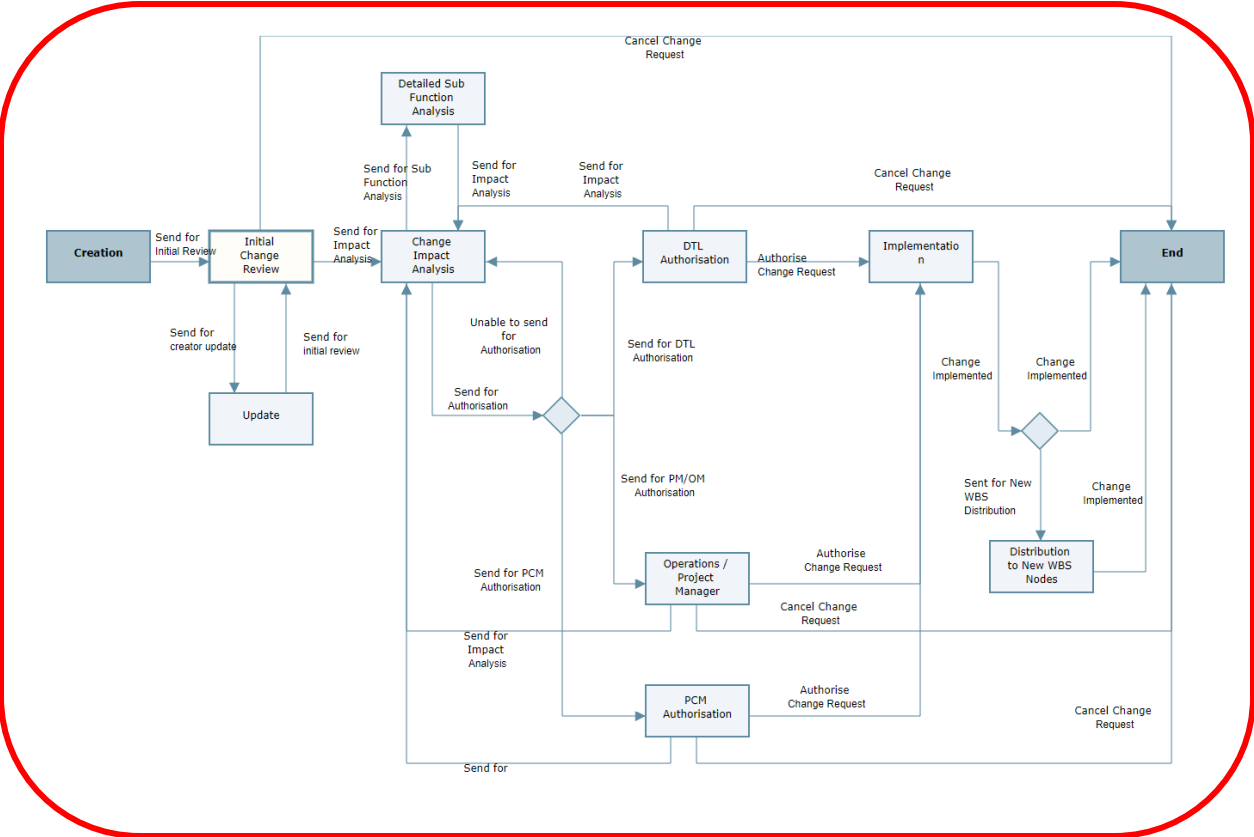 Cancel Change
Request
Detailed Sub
Function
Analysis
Send for Sub
Function
Analysis
Send for
Impact
Analysis
Send for
Impact
Analysis
Cancel Change
Request
Creation
Send for
Initial Review
Initial
Change
Review
Send for
Impact
Analysis
Change
Impact
Analysis
DTL
Authorisation
Authorise
Change Request
Implementatio
n
End
Send for
creator update
Send for
initial review
Unable to send
for
Authorisation
Send for DTL
Authorisation
Change
Implemented
Change
Implemented
Update
Send for
Authorisation
Send for PM/OM
Authorisation
Sent for New
WBS
Distribution
Change
Implemented
Distribution
to New WBS
Nodes
Send for PCM
Authorisation
Operations /
Project
Manager
Authorise
Change Request
Cancel Change
Request
Send for
Impact
Analysis
PCM
Authorisation
Authorise
Change Request
Cancel Change
Request
Send for